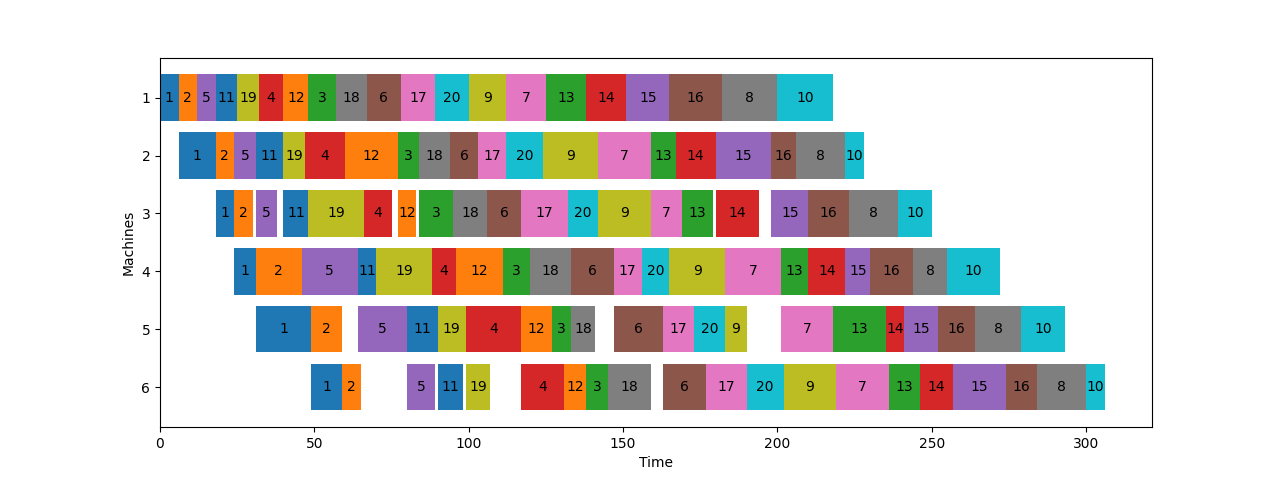 1 1 2 5 11 19 4 12 3 18 6 17 20 9 7 13 14 15 16 8 10
2 1 2 5 11 19 4 12 3 18 6 17 20 9 7 13 14 15 16 8 10
3 1 2 5 11 19 4 12 3 18 6 17 20 9 7 13 14 15 16 8 10
4 1 2 5 11 19 4 12 3 18 6 17 20 9 7 13 14 15 16 8 10
5 1 2 5 11 19 4 12 3 18 6 17 20 9 7 13 14 15 16 8 10
6 1 2 5 11 19 4 12 3 18 6 17 20 9 7 13 14 15 16 8 10
Machines
0 50 100 150 200 250 300
Time